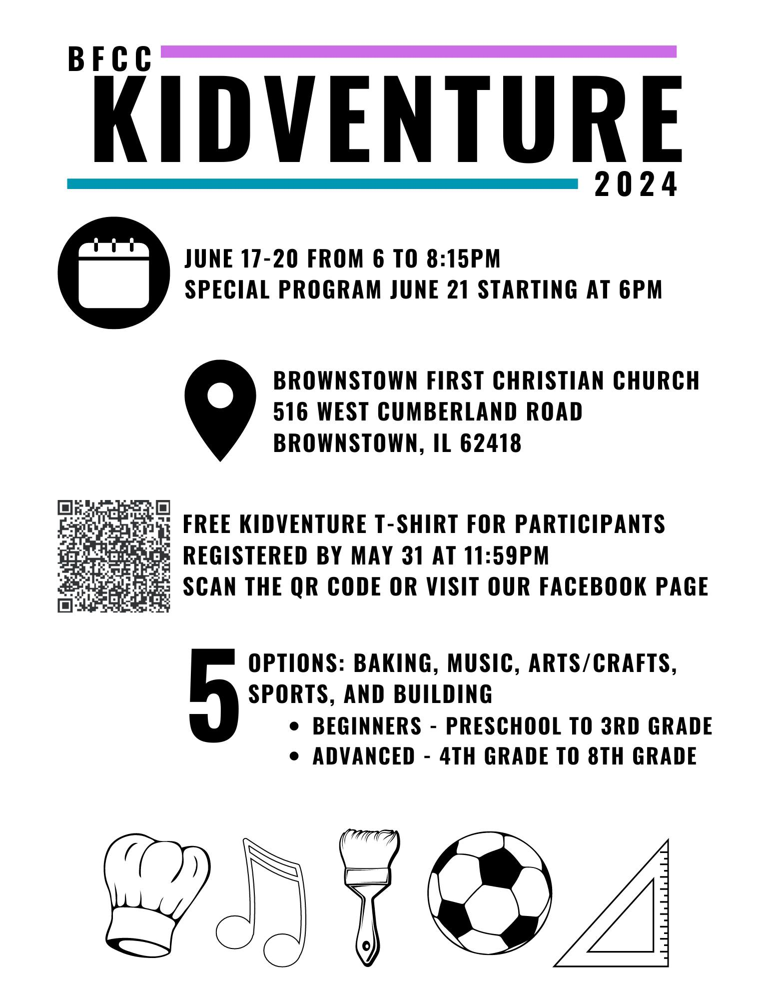 BFCC
KIDVENTURE
2024
JUNE 17-20 FROM 6 TO 8:15PM
SPECIAL PROGRAM JUNE 21 STARTING AT 6PM
BROWNSTOWN FIRST CHRISTIAN CHURCH
516 WEST CUMBERLAND ROAD
BROWNSTOWN, IL 62418
FREE KIDVENTURE T-SHIRT FOR PARTICIPANTS
REGISTERED BY MAY 31 AT 11:59PM
SCAN THE QR CODE OR VISIT OUR FACEBOOK PAGE
5 OPTIONS: BAKING, MUSIC, ARTS/CRAFTS,
SPORTS, AND BUILDING
• BEGINNERS - PRESCHOOL TO 3RD GRADE
• ADVANCED - 4TH GRADE TO 8TH GRADE